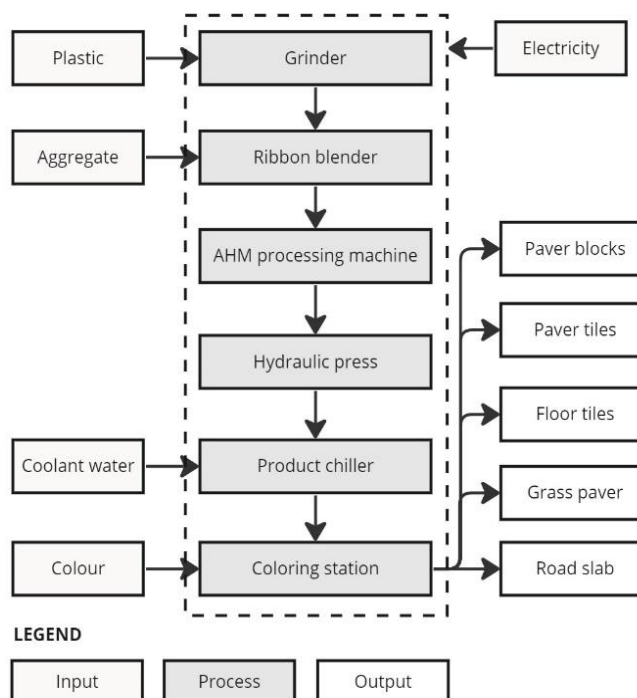 Plastic
Grinder
Electricity
Aggregate
Ribbon blender
AHM processing machine
Paver blocks
Paver tiles
Hydraulic press
Floor tiles
Coolant water
Product chiller
Grass paver
Colour
Coloring station
Road slab
LEGEND
Input
Process
Output